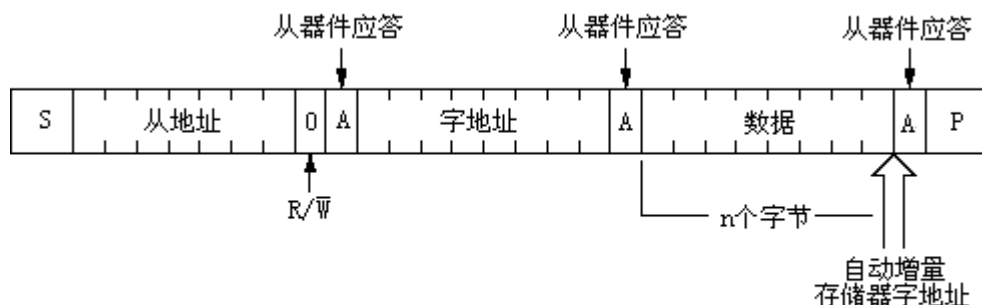 从器件应答 从器件应答 从器件应答
S 从地址 0 A 字地址 A 数据 A P
R/W̅
n个字节
自动增量
存储器字地址